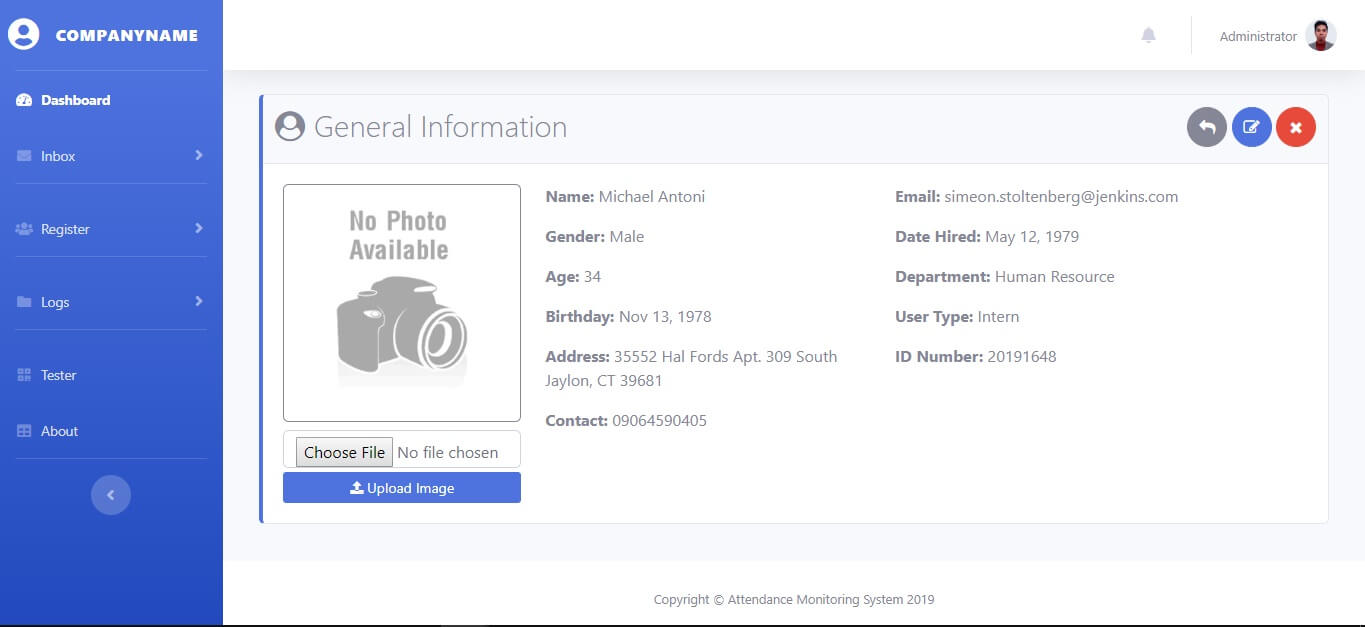 COMPANYNAME
Administrator
Dashboard
Inbox
Register
Logs
Tester
About
General Information
No Photo
Available
Choose File No file chosen
Upload Image
Name: Michael Antoni
Gender: Male
Age: 34
Birthday: Nov 13, 1978
Address: 35552 Hal Fords Apt. 309 South
Jaylon, CT 39681
Contact: 09064590405
Email: simeon.stoltenberg@jenkins.com
Date Hired: May 12, 1979
Department: Human Resource
User Type: Intern
ID Number: 20191648
Copyright © Attendance Monitoring System 2019